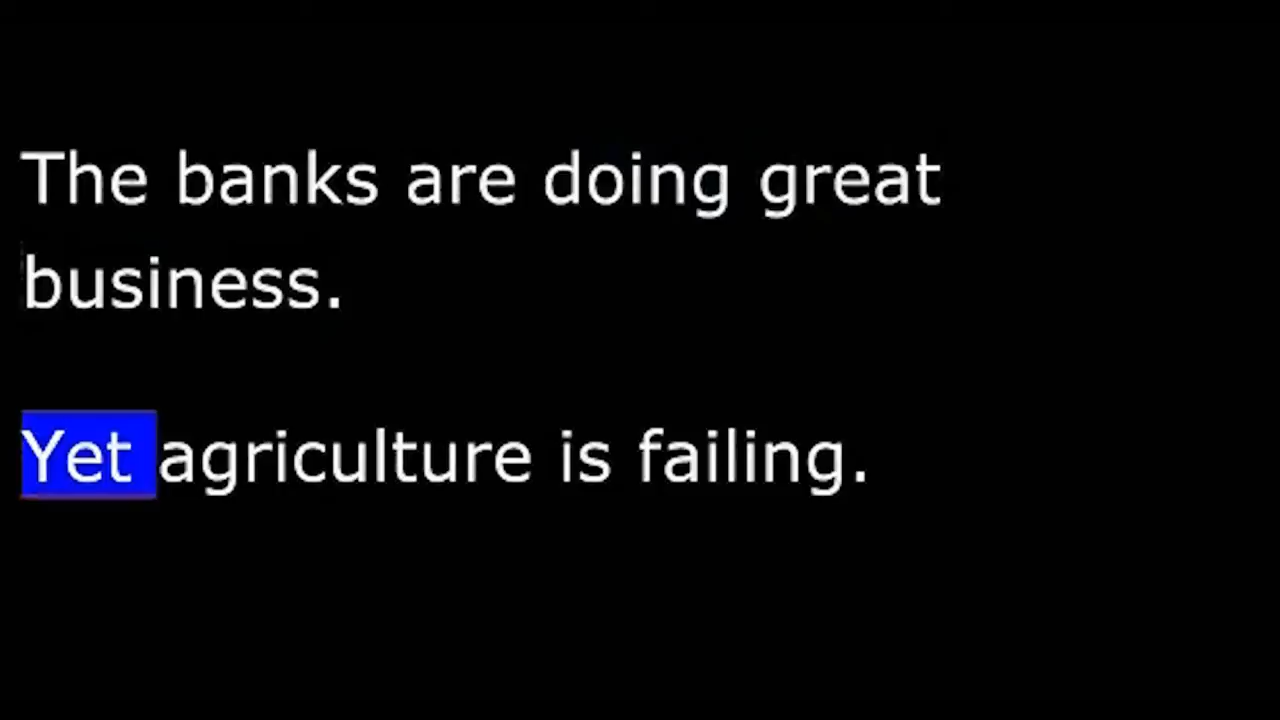 The banks are doing great
business.
Yet agriculture is failing.